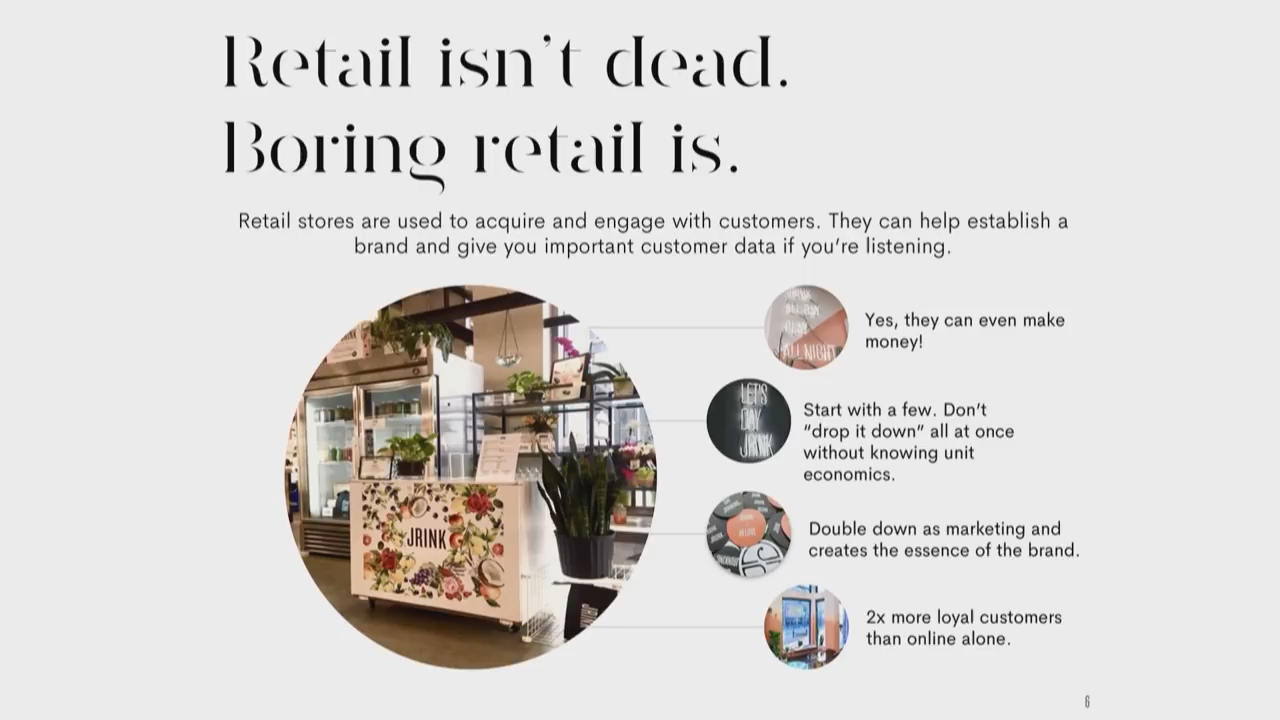 Retail isn't dead.
Boring retail is.
Retail stores are used to acquire and engage with customers. They can help establish a
brand and give you important customer data if you're listening.
Yes, they can even make
money!
ALL NIGHT
LET'S
DAY
JRINK
Start with a few. Don't
"drop it down" all at once
without knowing unit
economics.
JRINK
Double down as marketing and
creates the essence of the brand.
2x more loyal customers
than online alone.
6